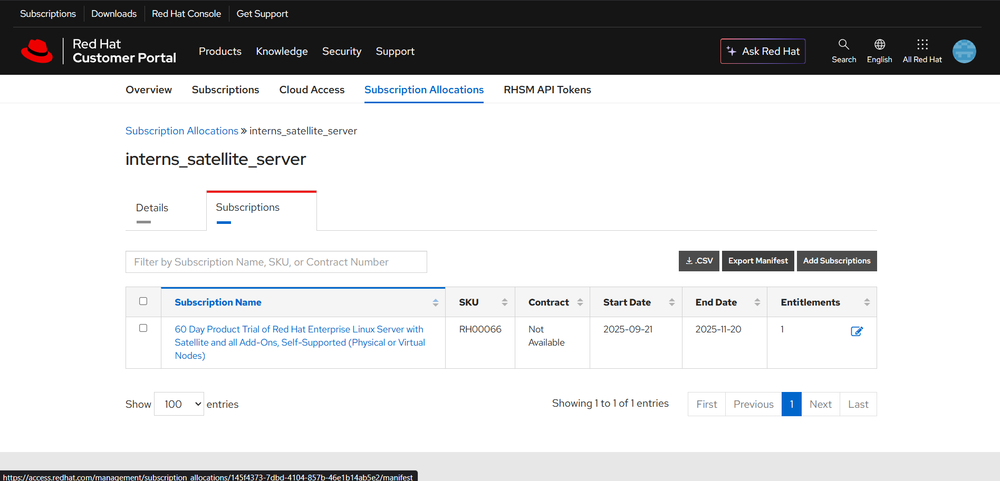 Subscriptions Downloads Red Hat Console Get Support
Red Hat
Customer Portal
Products Knowledge Security Support
Ask Red Hat
Search English All Red Hat
Overview Subscriptions Cloud Access Subscription Allocations RHSM API Tokens
Subscription Allocations » interns_satellite_server
interns_satellite_server
Details Subscriptions
Filter by Subscription Name, SKU, or Contract Number
.CSV Export Manifest Add Subscriptions
Subscription Name SKU Contract Start Date End Date Entitlements
60 Day Product Trial of Red Hat Enterprise Linux Server with RH00066 Not 2025-09-21 2025-11-20 1
Satellite and all Add-Ons, Self-Supported (Physical or Virtual Available
Nodes)
Show 100 entries Showing 1 to 1 of 1 entries First Previous 1 Next Last
https://access.redhat.com/management/subscription_allocations/145f4373-7dbd-4104-857b-46e1b14ab5e2/manifest